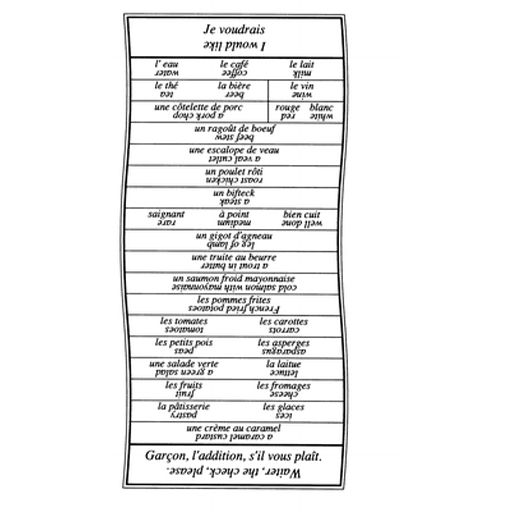 Je voudrais
I would like
l'eau le café le lait
water coffee milk
le thé la bière le vin
tea beer wine
une côtelette de porc rouge blanc
a pork chop red white
un ragoût de boeuf
beef stew
une escalope de veau
a veal cutlet
un poulet rôti
roast chicken
un bifteck
a steak
saignant à point bien cuit
rare medium well done
un gigot d'agneau
leg of lamb
une truite au beurre
a trout in butter
un saumon froid mayonnaise
cold salmon with mayonnaise
les pommes frites
French fried potatoes
les tomates les carottes
tomatoes carrots
les petits pois les asperges
peas asparagus
une salade verte la laitue
a green salad lettuce
les fruits les fromages
fruit cheese
la pâtisserie les glaces
pastry ices
une crème au caramel
a caramel custard
Garçon, l'addition, s'il vous plaît.
Waiter, the check, please.